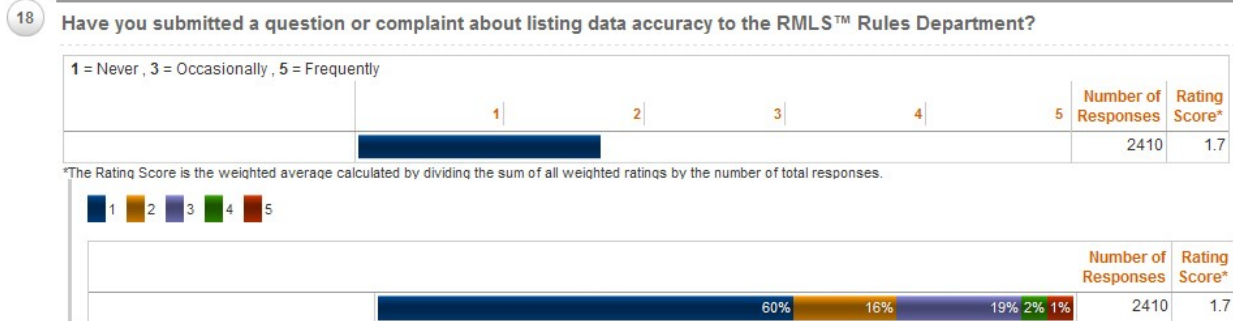 18 Have you submitted a question or complaint about listing data accuracy to the RMLS™ Rules Department?
1 = Never , 3 = Occasionally , 5 = Frequently
1 2 3 4 5 Number of Responses Rating Score*
2410 1.7
*The Rating Score is the weighted average calculated by dividing the sum of all weighted ratings by the number of total responses.
1 2 3 4 5
Number of Responses Rating Score*
60% 16% 19% 2% 1% 2410 1.7